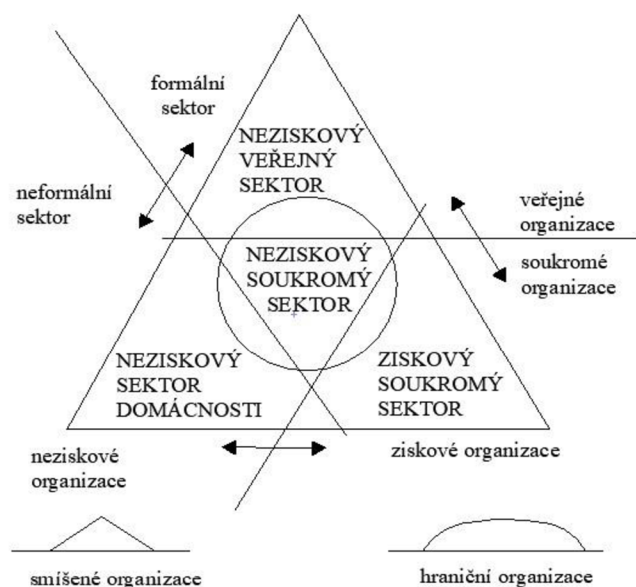 formální
sektor
neformální
sektor
NEZISKOVÝ
VEŘEJNÝ
SEKTOR
veřejné
organizace
soukromé
organizace
NEZISKOVÝ
SOUKROMÝ
SEKTOR
NEZISKOVÝ
SEKTOR
DOMÁCNOSTI
ZISKOVÝ
SOUKROMÝ
SEKTOR
neziskové
organizace
ziskové organizace
smíšené organizace
hraniční organizace